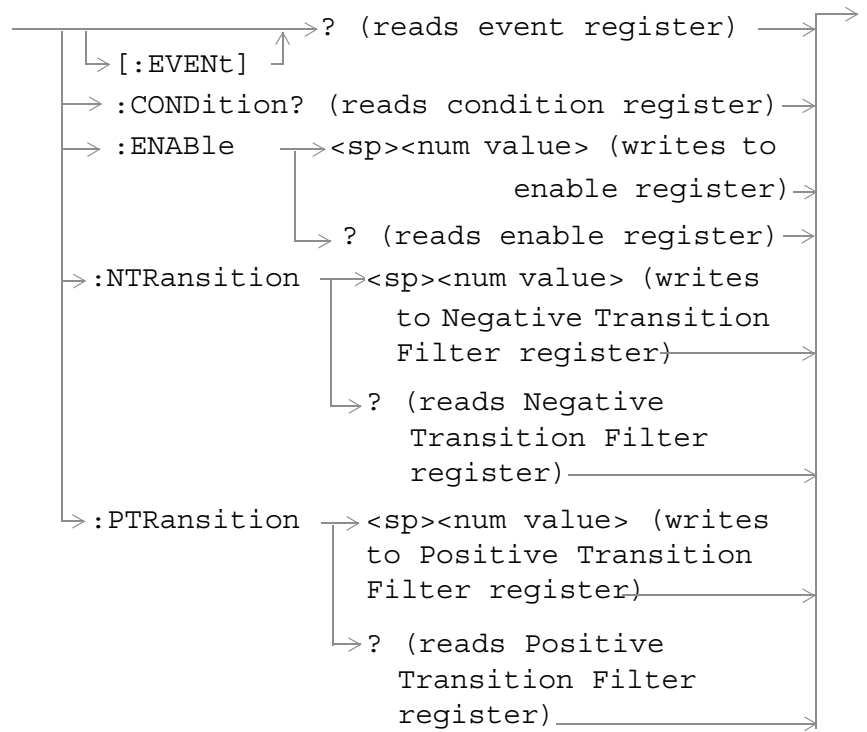 ? (reads event register)
[:EVENt]
:CONDition? (reads condition register)
:ENABle <sp><num value> (writes to
enable register)
? (reads enable register)
:NTRansition <sp><num value> (writes
to Negative Transition
Filter register)
? (reads Negative
Transition Filter
register)
:PTRansition <sp><num value> (writes
to Positive Transition
Filter register)
? (reads Positive
Transition Filter
register)